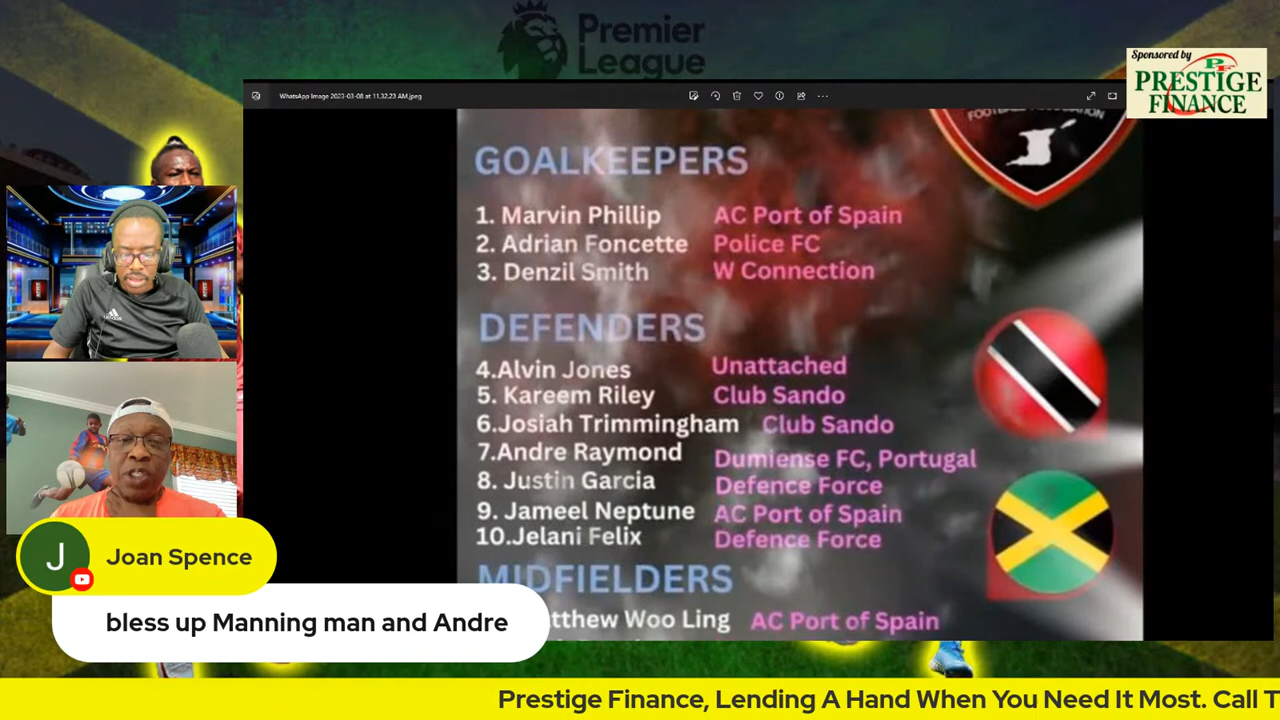 Premier
League
Sponsored by
PF
PRESTIGE
FINANCE
WhatsApp Image 2023-03-08 at 11.32.23 AM.jpeg
FOOTBALL ASSOCIATION
GOALKEEPERS
1. Marvin Phillip AC Port of Spain
2. Adrian Foncette Police FC
3. Denzil Smith W Connection
DEFENDERS
4.Alvin Jones Unattached
5. Kareem Riley Club Sando
6.Josiah Trimmingham Club Sando
7.Andre Raymond Dumiense FC, Portugal
8. Justin Garcia Defence Force
9. Jameel Neptune AC Port of Spain
10.Jelani Felix Defence Force
MIDFIELDERS
tthew Woo Ling AC Port of Spain
J
Joan Spence
bless up Manning man and Andre
Prestige Finance, Lending A Hand When You Need It Most. Call T